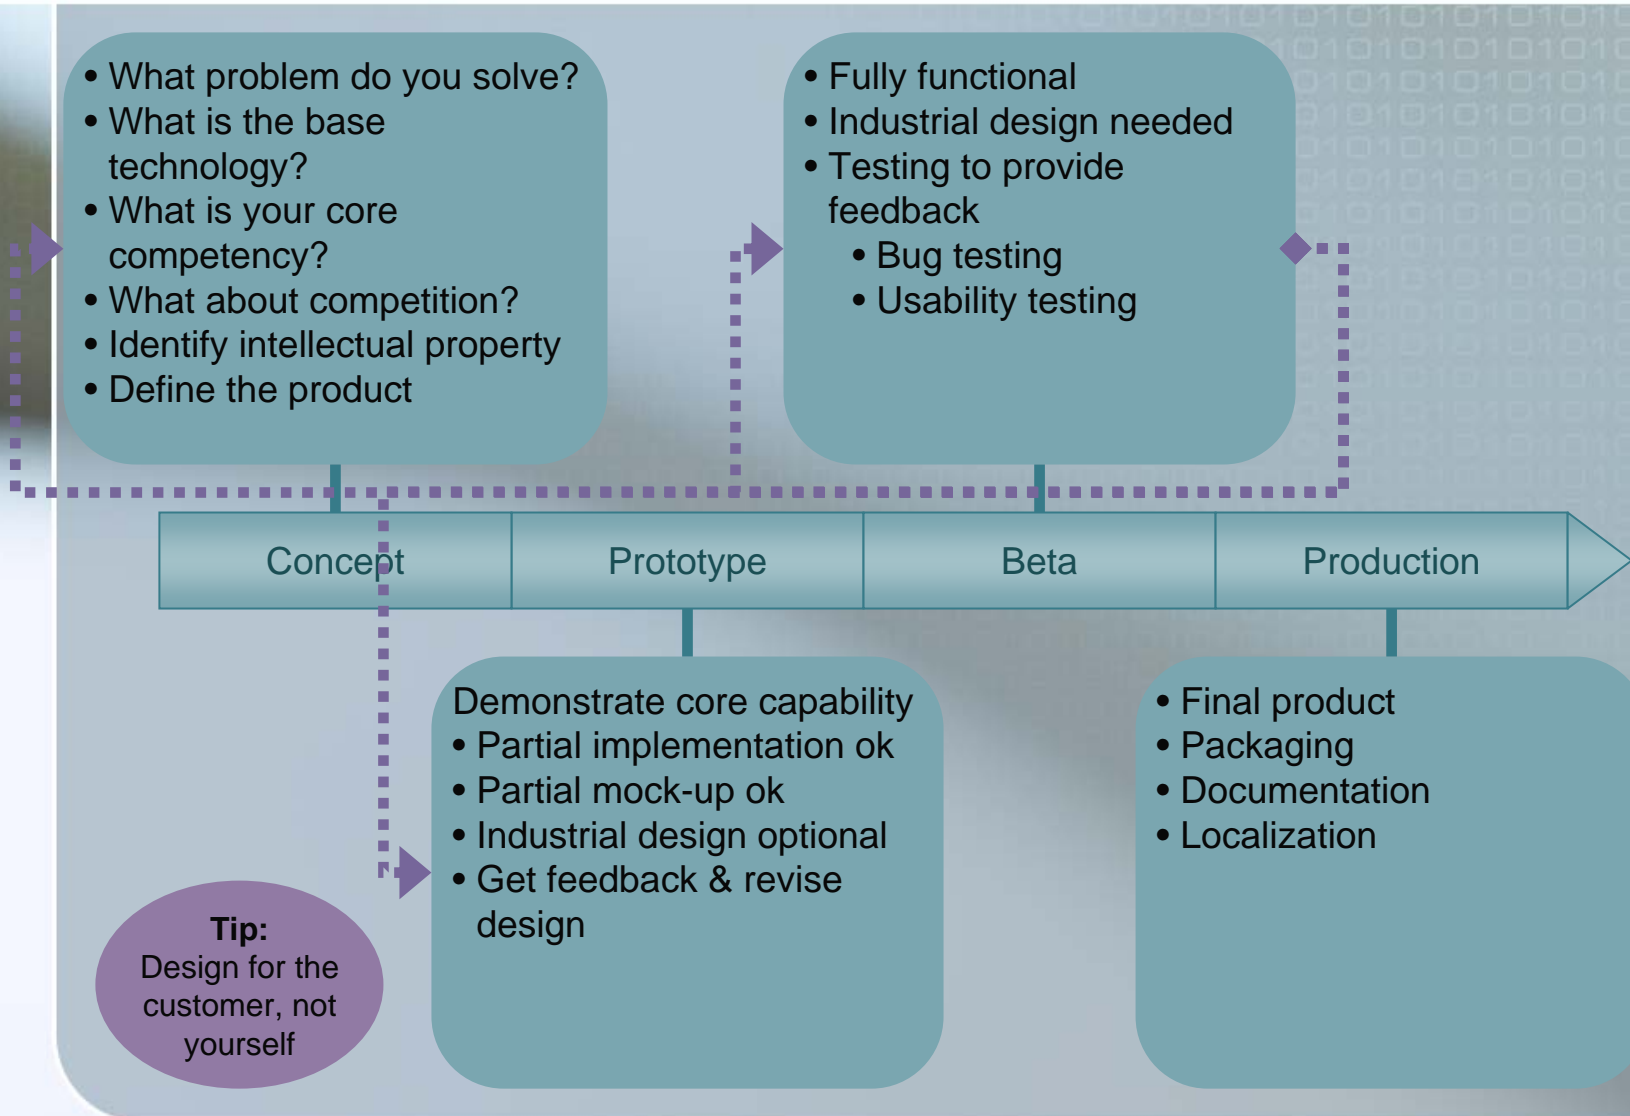 • What problem do you solve?
• What is the base
technology?
• What is your core
competency?
• What about competition?
• Identify intellectual property
• Define the product
• Fully functional
• Industrial design needed
• Testing to provide
feedback
• Bug testing
• Usability testing
Concept
Prototype
Beta
Production
Demonstrate core capability
• Partial implementation ok
• Partial mock-up ok
• Industrial design optional
• Get feedback & revise
design
• Final product
• Packaging
• Documentation
• Localization
Tip:
Design for the
customer, not
yourself